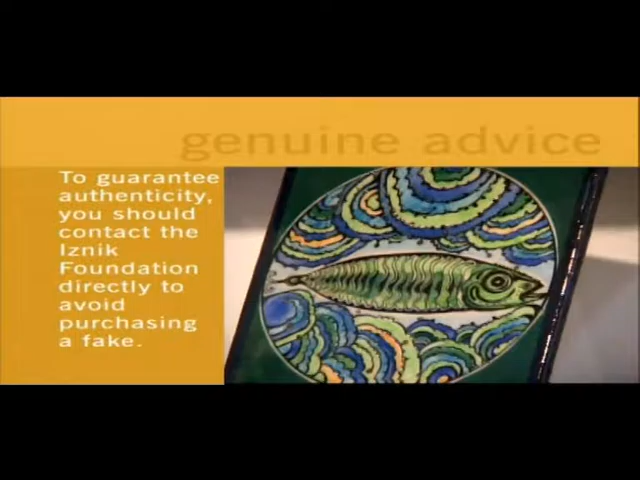 genuine advice
To guarantee
authenticity,
you should
contact the
Iznik
Foundation
directly to
avoid
purchasing
a fake.